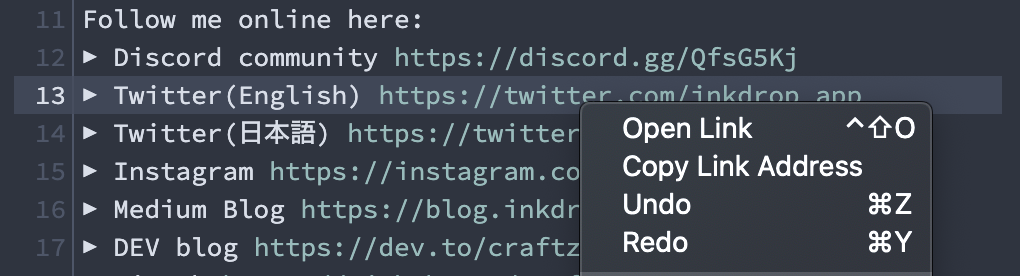 11 Follow me online here:
12 ▶ Discord community https://discord.gg/QfsG5Kj
13 ▶ Twitter(English) https://twitter.com/inkdrop_app
14 ▶ Twitter(日本語) https://twitter
15 ▶ Instagram https://instagram.co
16 ▶ Medium Blog https://blog.inkdr
17 ▶ DEV blog https://dev.to/craftz
Open Link ⌃⇧O
Copy Link Address
Undo ⌘Z
Redo ⌘Y